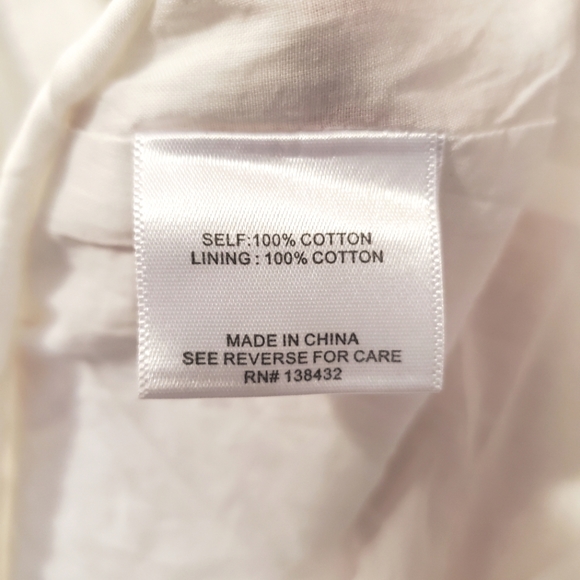 SELF:100% COTTON
LINING : 100% COTTON
MADE IN CHINA
SEE REVERSE FOR CARE
RN# 138432